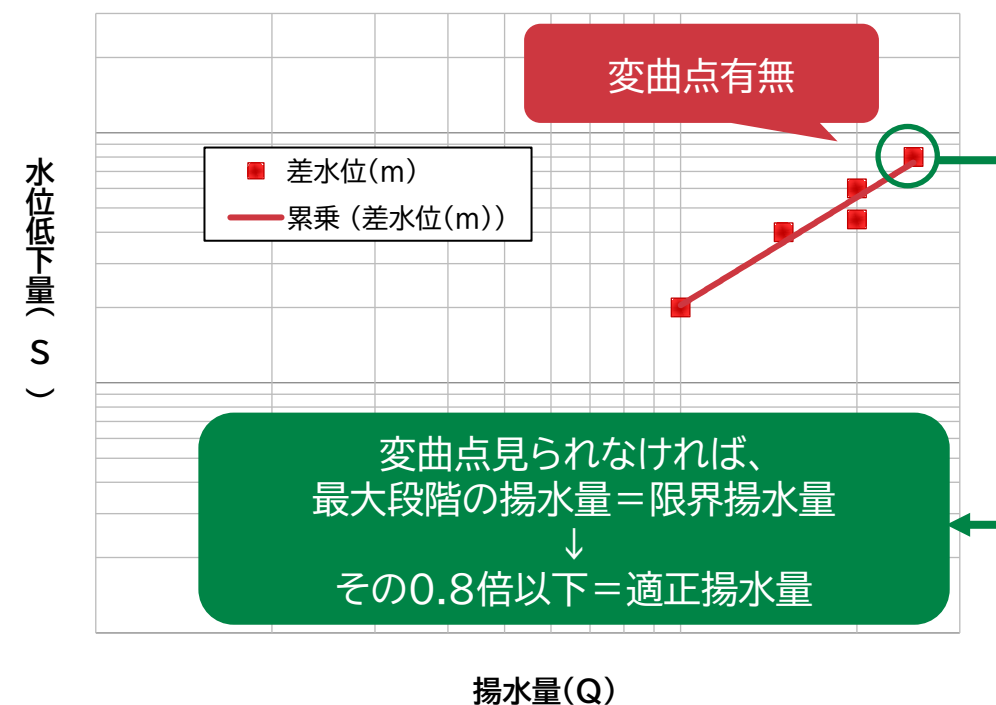 変曲点有無
水位低下量(S)
差水位(m)
累乗 (差水位(m))
変曲点見られなければ、
最大段階の揚水量＝限界揚水量
↓
その0.8倍以下＝適正揚水量
揚水量(Q)